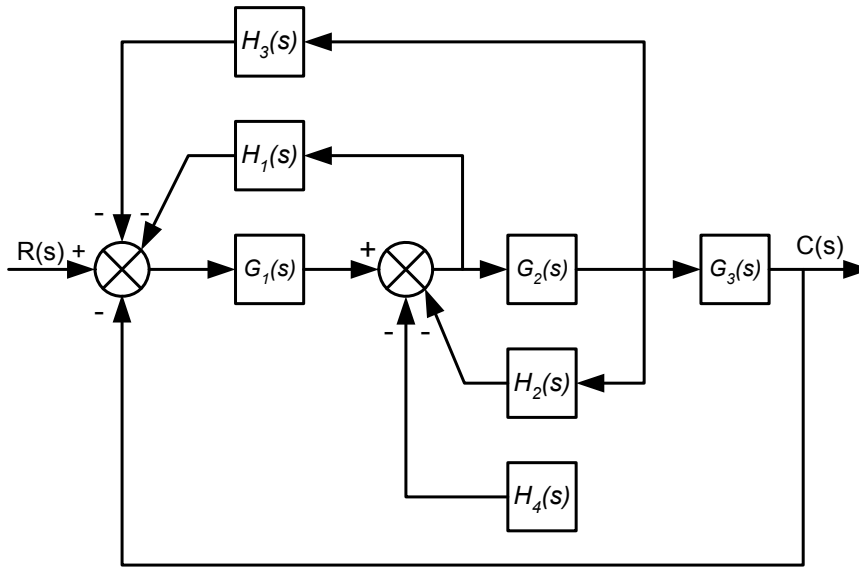 H3(s)
H1(s)
- -
R(s) + G1(s) + G2(s) G3(s) C(s)
- - -
H2(s)
H4(s)